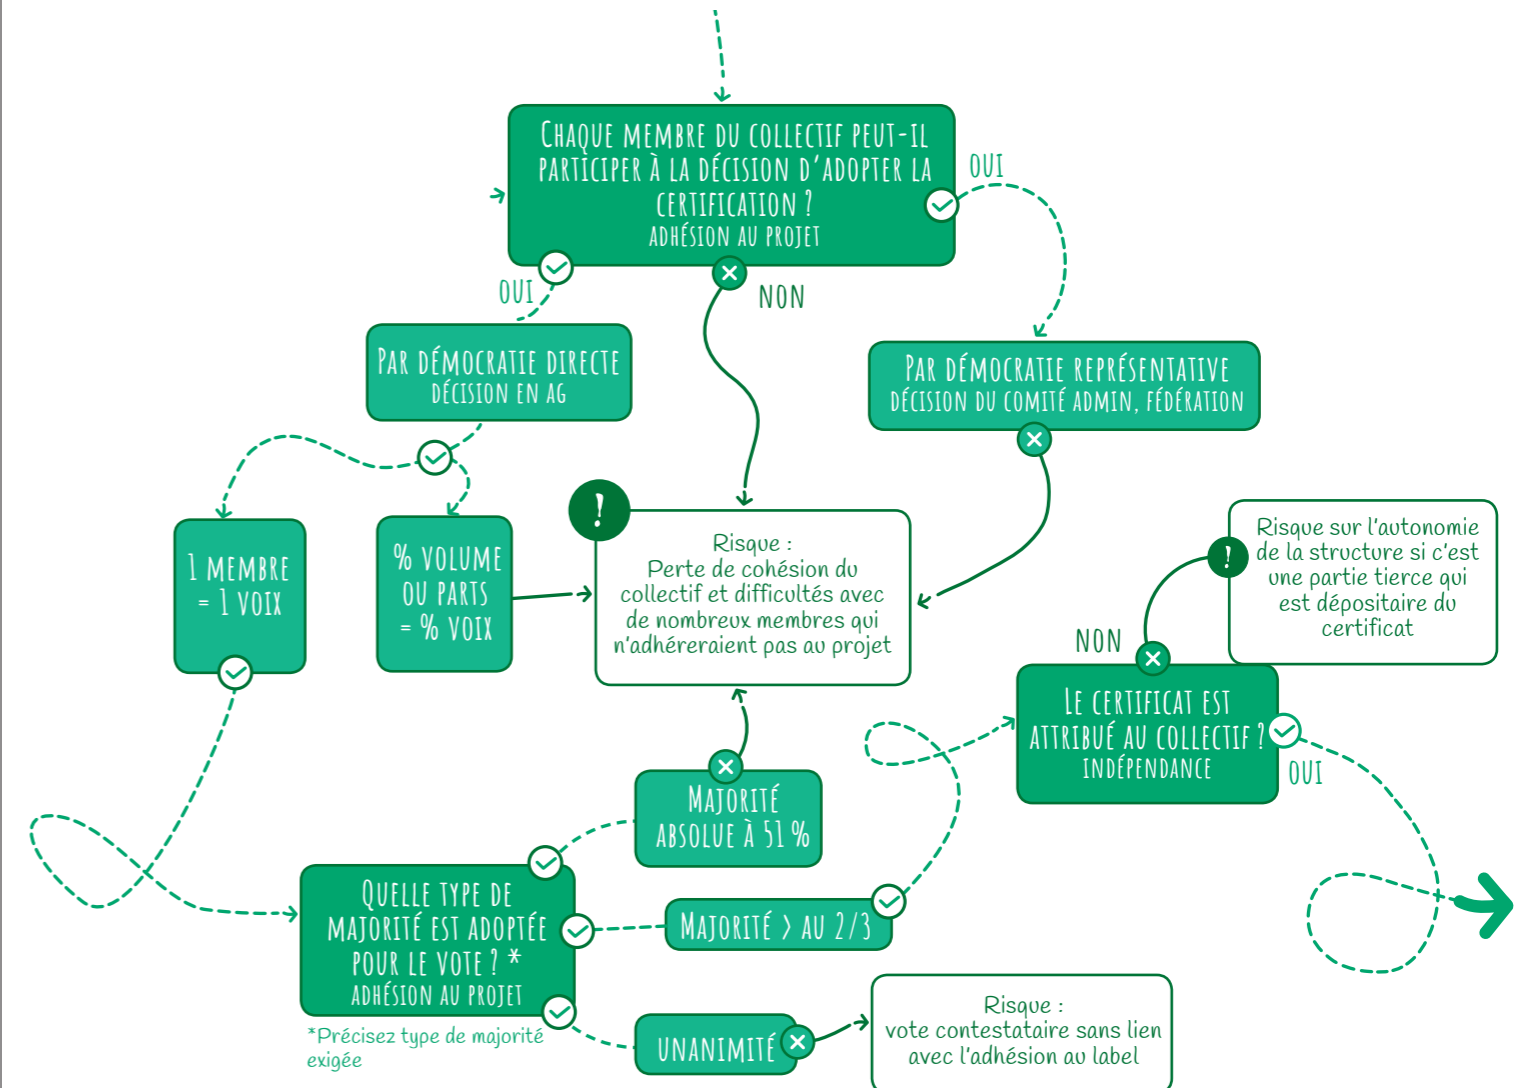 CHAQUE MEMBRE DU COLLECTIF PEUT-IL
PARTICIPER À LA DÉCISION D'ADOPTER LA
CERTIFICATION ?
ADHÉSION AU PROJET
OUI
OUI
NON
PAR DÉMOCRATIE DIRECTE
DÉCISION EN AG
PAR DÉMOCRATIE REPRÉSENTATIVE
DÉCISION DU COMITÉ ADMIN, FÉDÉRATION
1 MEMBRE
= 1 VOIX
% VOLUME
OU PARTS
= % VOIX
!
Risque :
Perte de cohésion du
collectif et difficultés avec
de nombreux membres qui
n'adhéreraient pas au projet
!
Risque sur l'autonomie
de la structure si c'est
une partie tierce qui
est dépositaire du
certificat
NON
LE CERTIFICAT EST
ATTRIBUÉ AU COLLECTIF ?
INDÉPENDANCE
OUI
MAJORITÉ
ABSOLUE À 51 %
QUELLE TYPE DE
MAJORITÉ EST ADOPTÉE
POUR LE VOTE ? *
ADHÉSION AU PROJET
*Précisez type de majorité
exigée
MAJORITÉ > AU 2/3
UNANIMITÉ
Risque :
vote contestataire sans lien
avec l'adhésion au label